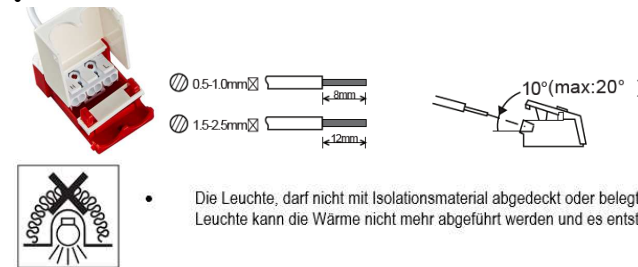 0.5-1.0mm☒
8mm
10°(max:20°)
1.5-2.5mm☒
12mm
• Die Leuchte, darf nicht mit Isolationsmaterial abgedeckt oder belegt
Leuchte kann die Wärme nicht mehr abgeführt werden und es entst